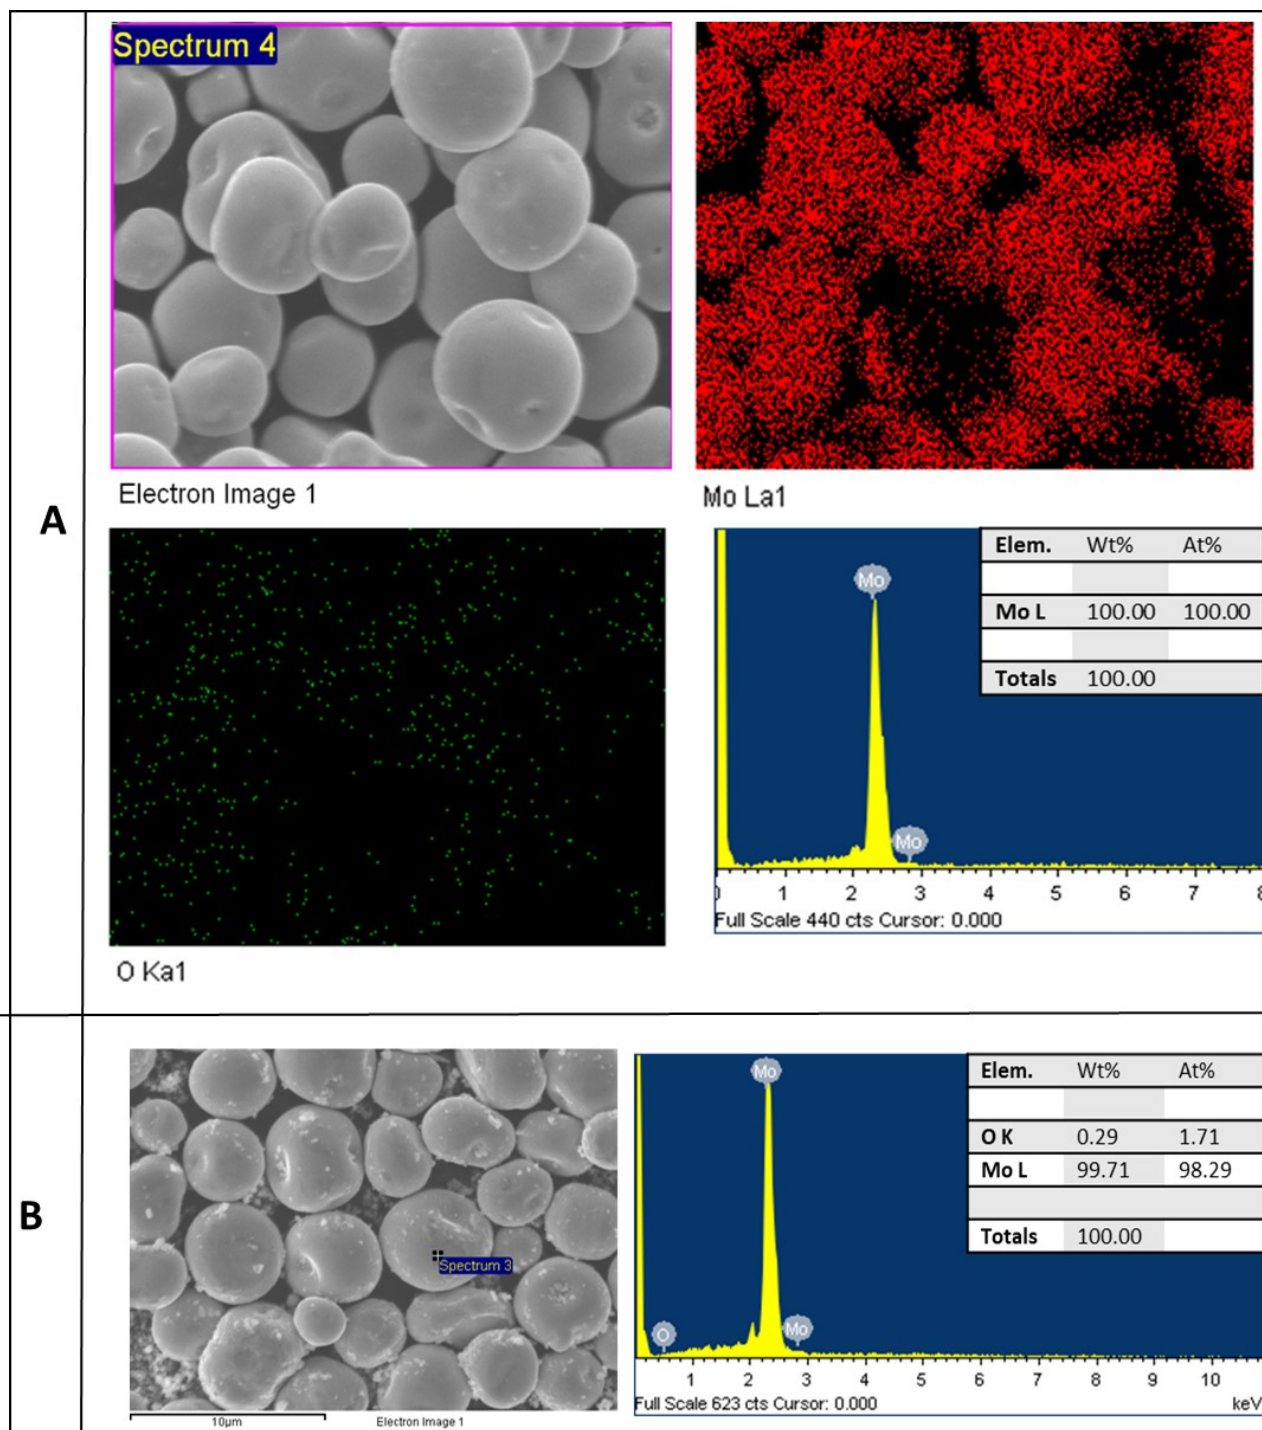 A
Spectrum 4
Electron Image 1
Mo La1
O Ka1
Elem. Wt% At%
Mo L 100.00 100.00
Totals 100.00
Mo
Mo
1 2 3 4 5 6 7
Full Scale 440 cts Cursor: 0.000
B
Spectrum 3
10µm Electron Image 1
Elem. Wt% At%
O K 0.29 1.71
Mo L 99.71 98.29
Totals 100.00
Mo
O Mo
1 2 3 4 5 6 7 8 9 10
Full Scale 623 cts Cursor: 0.000 keV